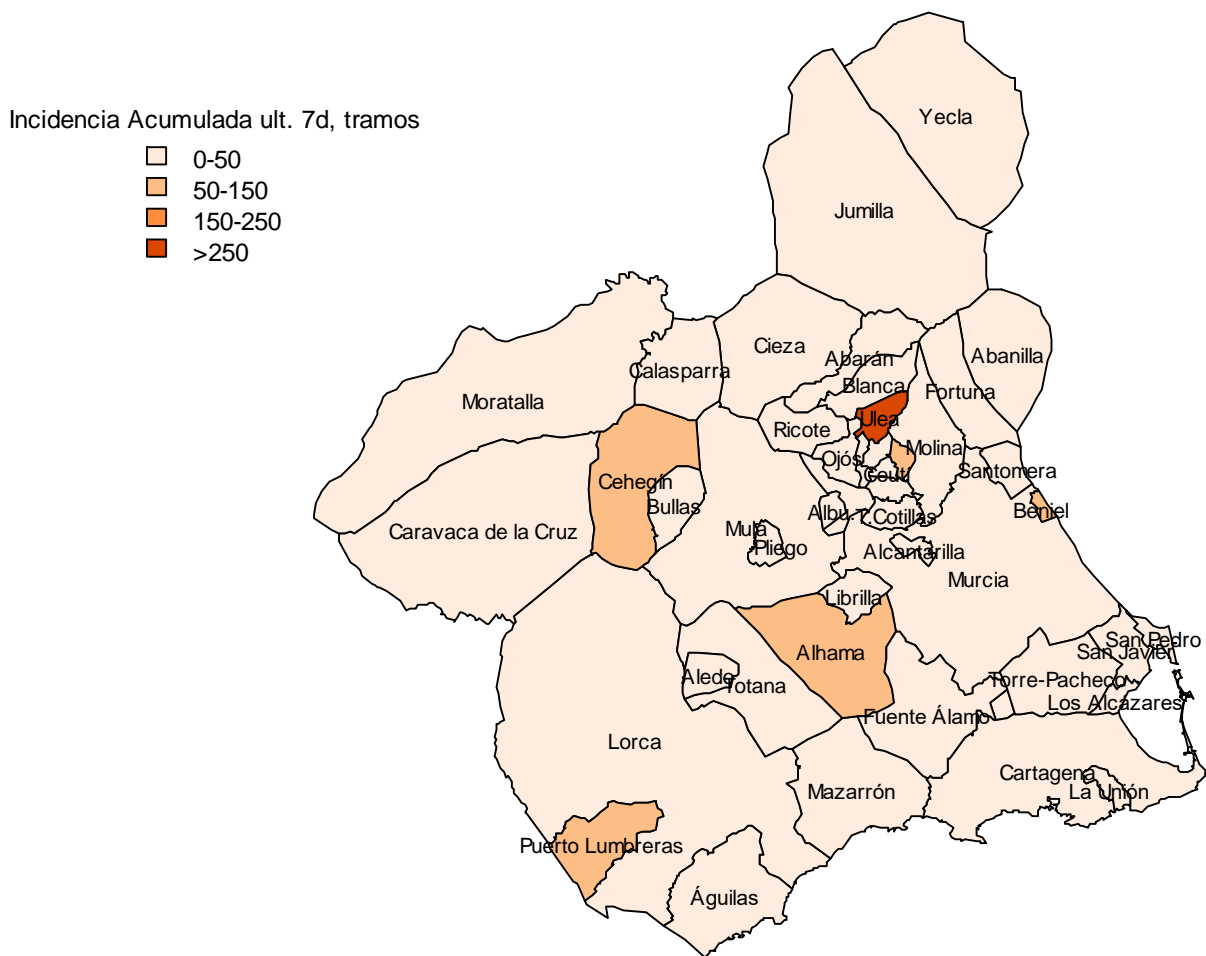 Incidencia Acumulada ult. 7d, tramos
0-50
50-150
150-250
>250
Yecla
Jumilla
Cieza
Abarán
Abanilla
Calasparra
Blanca
Fortuna
Moratalla
Ulea
Ricote
Molina
Ojós
Santomera
Ceutí
Cehegín
Bullas
Beniel
Albu.
T.Cotillas
Mula
Caravaca de la Cruz
Pliego
Alcantarilla
Murcia
Librilla
San Pedro
San Javier
Alhama
Aledo
Totana
Torre-Pacheco
Los Alcázares
Fuente Álamo
Lorca
Cartagena
La Unión
Mazarrón
Puerto Lumbreras
Águilas